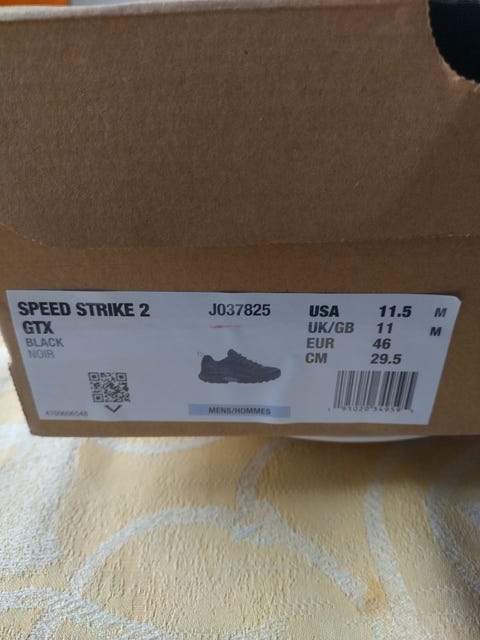 SPEED STRIKE 2
GTX
BLACK
NOIR
J037825
MENS/HOMMES
USA 11.5 M
UK/GB 11 M
EUR 46
CM 29.5